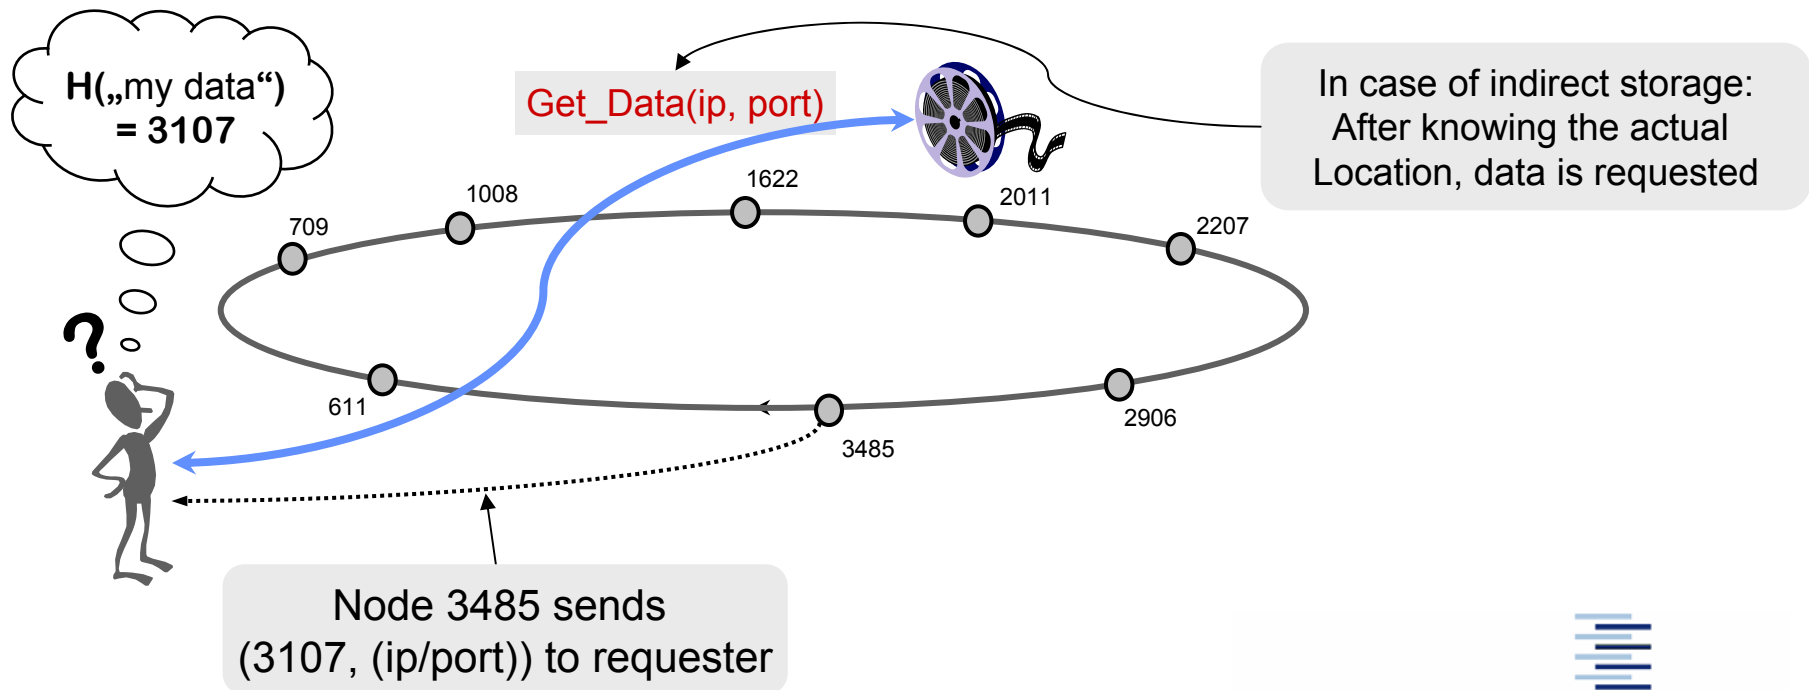 H(„my data“)
= 3107
Get_Data(ip, port)
In case of indirect storage:
After knowing the actual
Location, data is requested
709
1008
1622
2011
2207
611
3485
2906
?
Node 3485 sends
(3107, (ip/port)) to requester